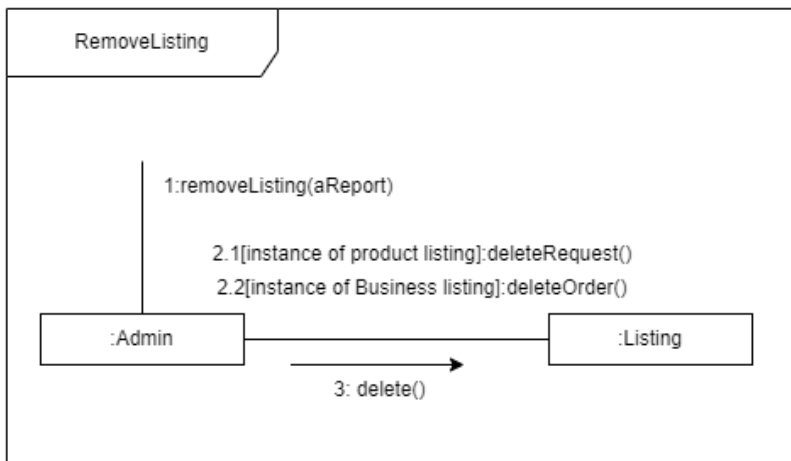 RemoveListing
1:removeListing(aReport)
2.1[instance of product listing]:deleteRequest()
2.2[instance of Business listing]:deleteOrder()
:Admin
:Listing
3: delete()